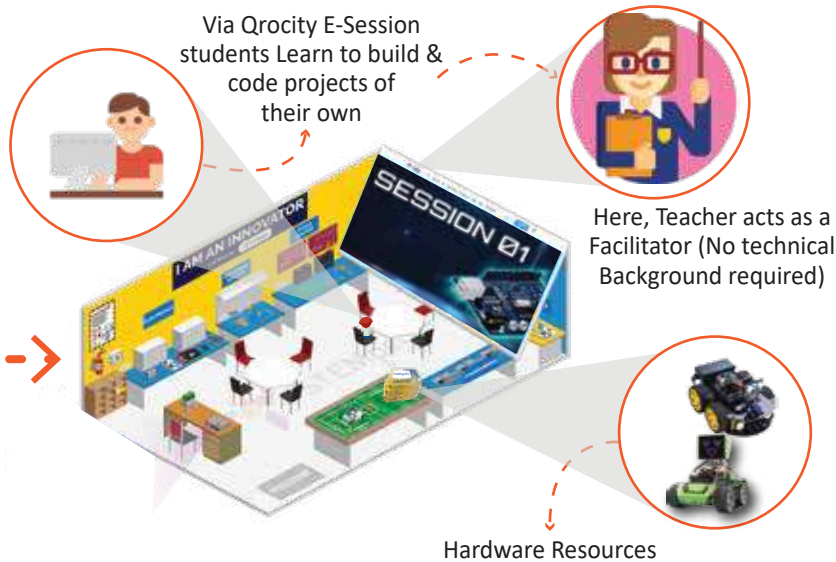 Via Qrocity E-Session
students Learn to build &
code projects of
their own
Here, Teacher acts as a
Facilitator (No technical
Background required)
I AM AN INNOVATOR
SESSION 01
Hardware Resources